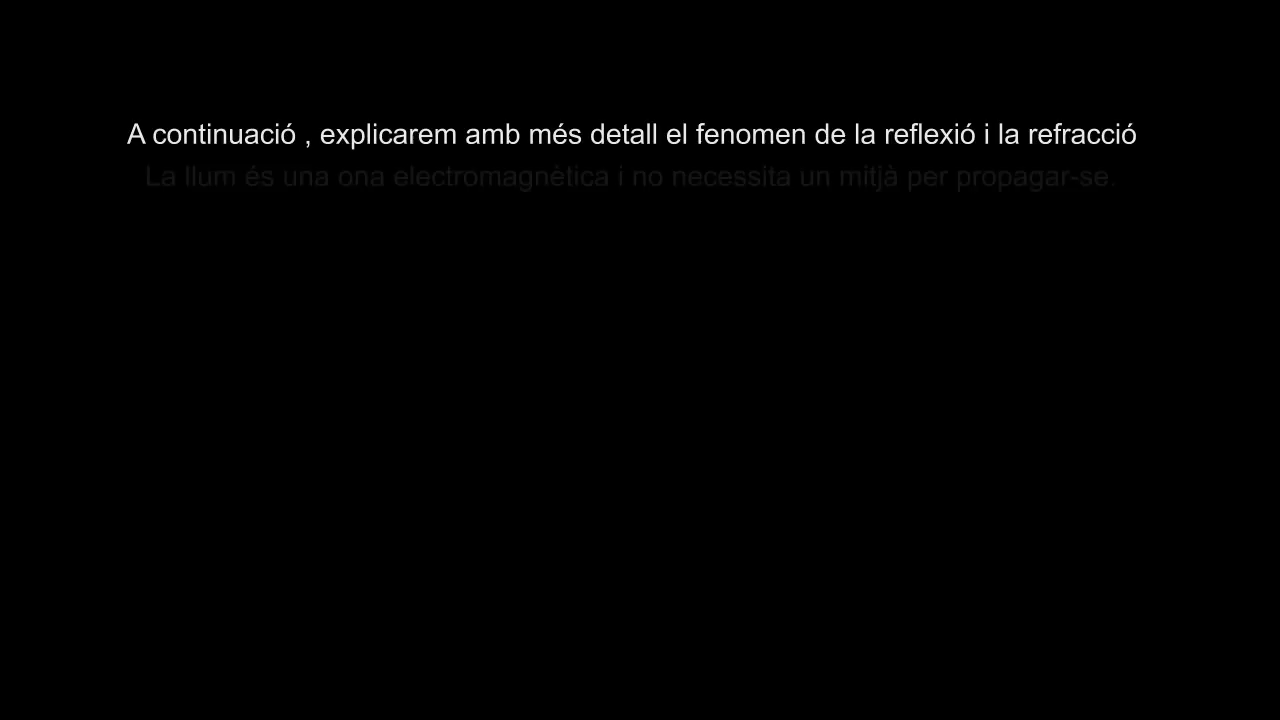 A continuació , explicarem amb més detall el fenomen de la reflexió i la refracció
La llum és una ona electromagnètica i no necessita un mitjà per propagar-se.